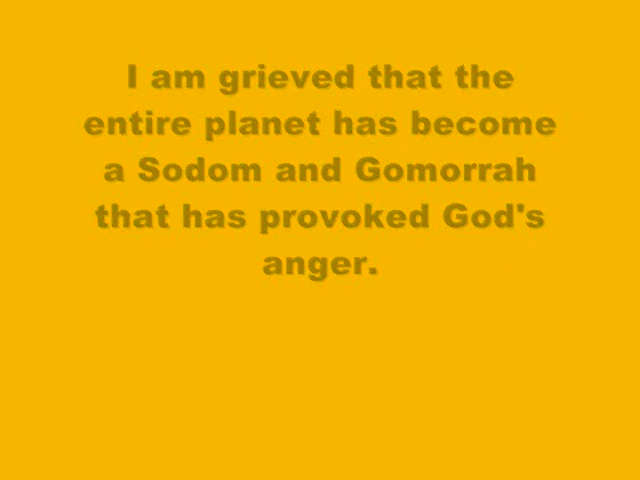 I am grieved that the
entire planet has become
a Sodom and Gomorrah
that has provoked God's
anger.